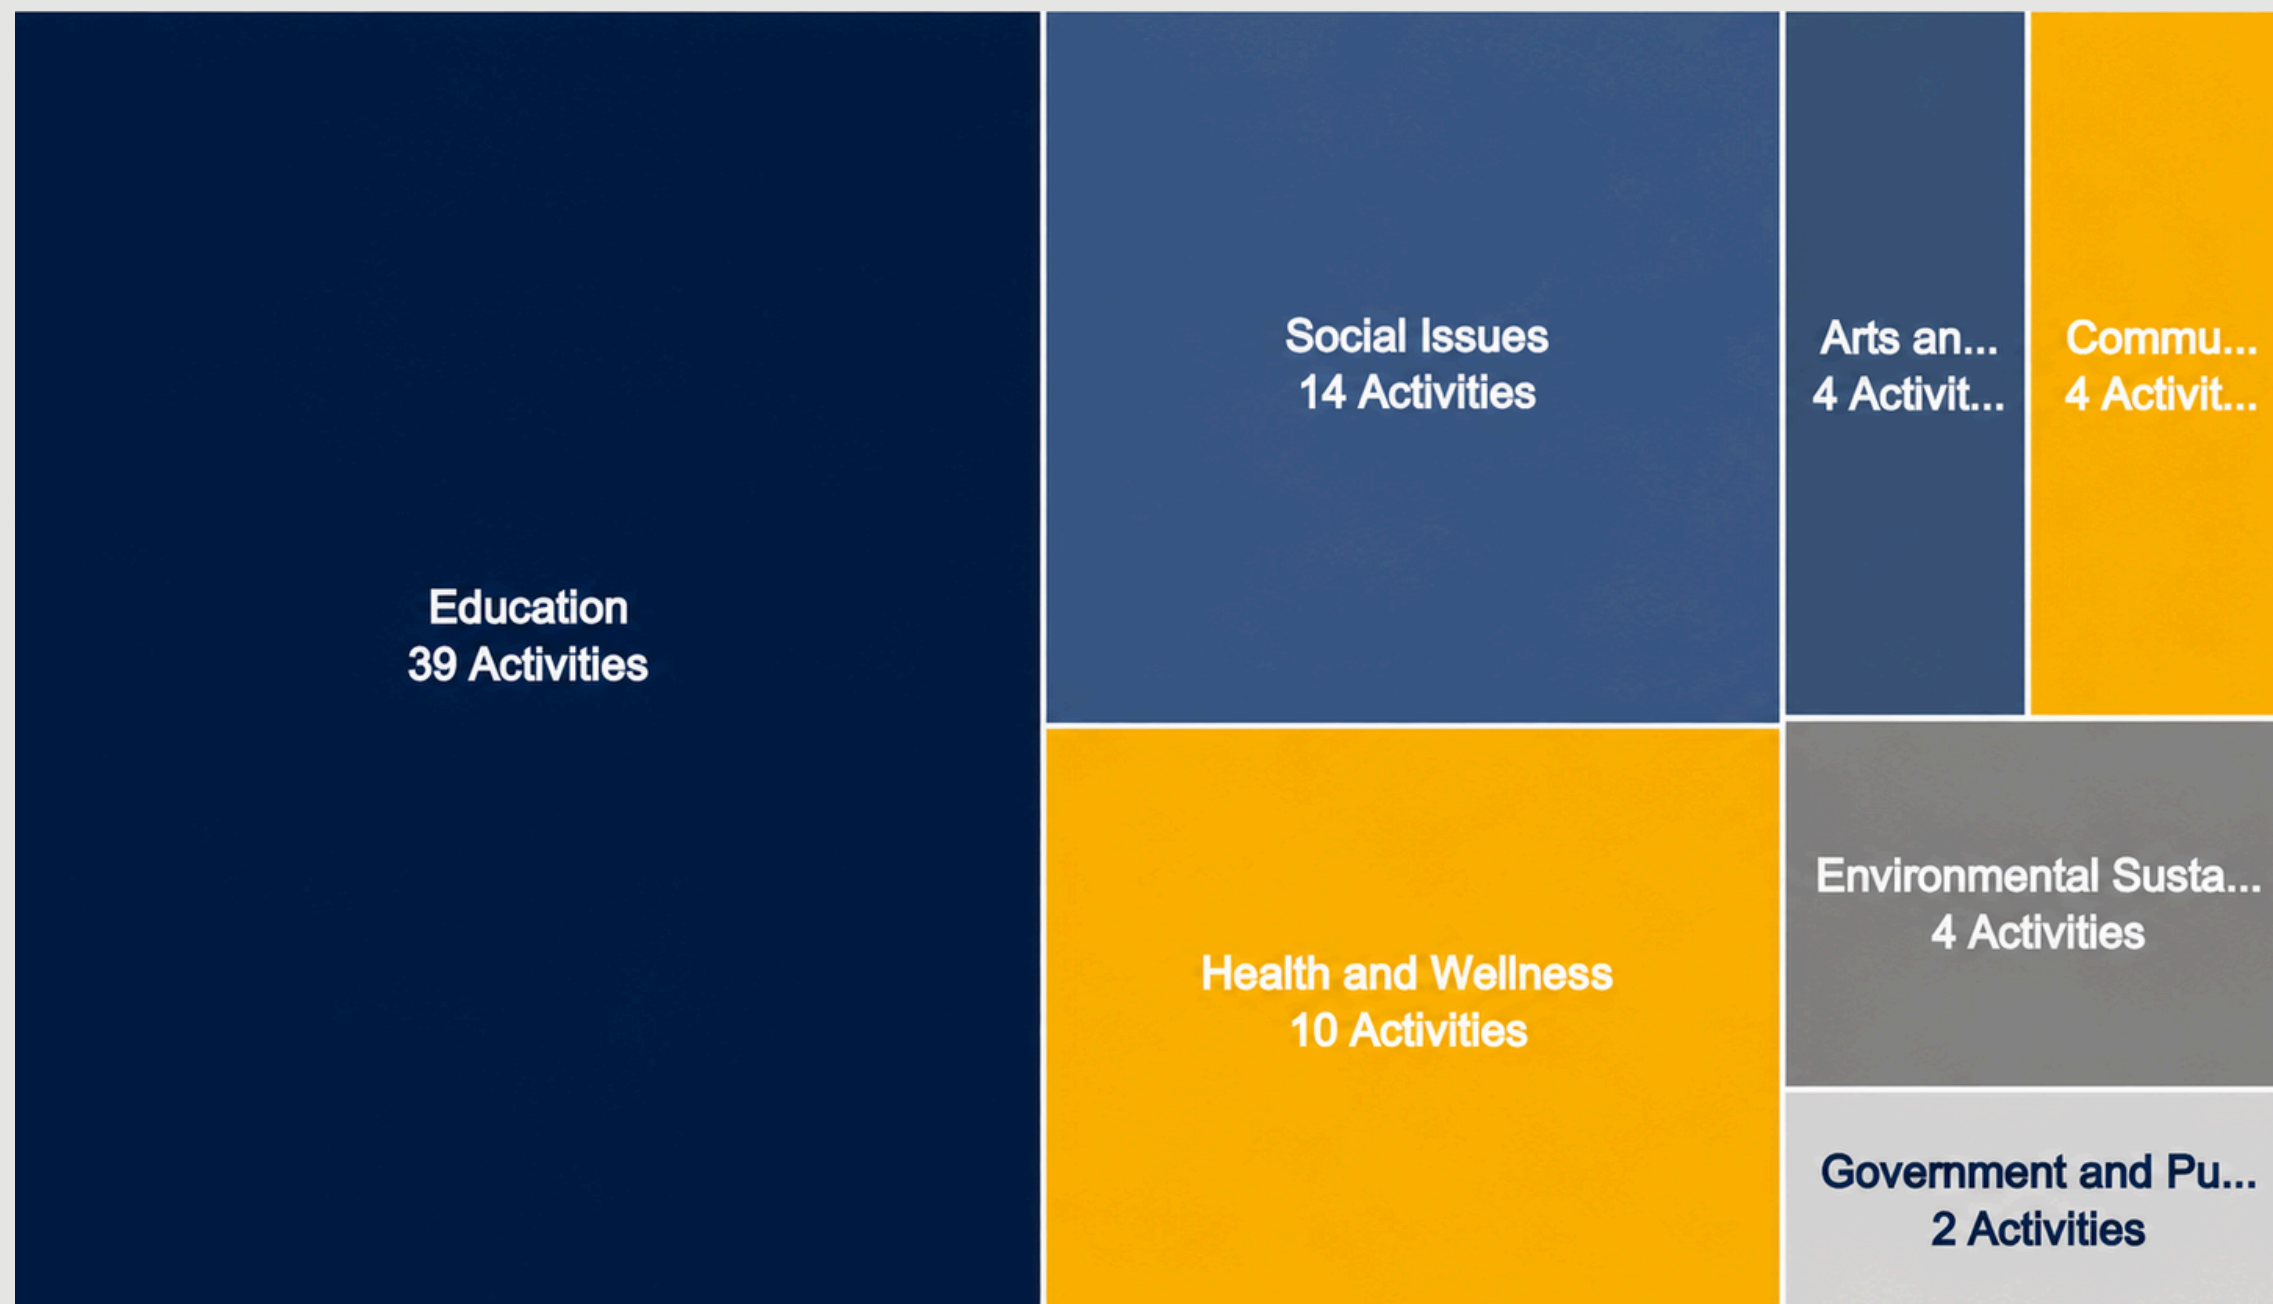 Education
39 Activities
Social Issues
14 Activities
Health and Wellness
10 Activities
Arts an...
4 Activit...
Commu...
4 Activit...
Environmental Susta...
4 Activities
Government and Pu...
2 Activities